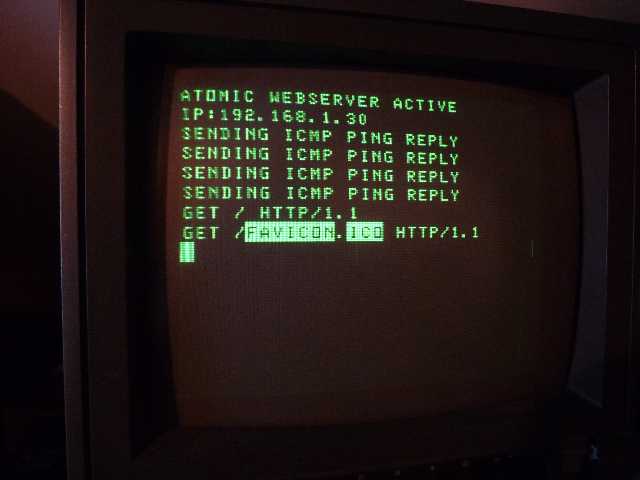 ATOMIC WEBSERVER ACTIVE
IP:192.168.1.30
SENDING ICMP PING REPLY
SENDING ICMP PING REPLY
SENDING ICMP PING REPLY
SENDING ICMP PING REPLY
GET / HTTP/1.1
GET /FAVICON.ICO HTTP/1.1